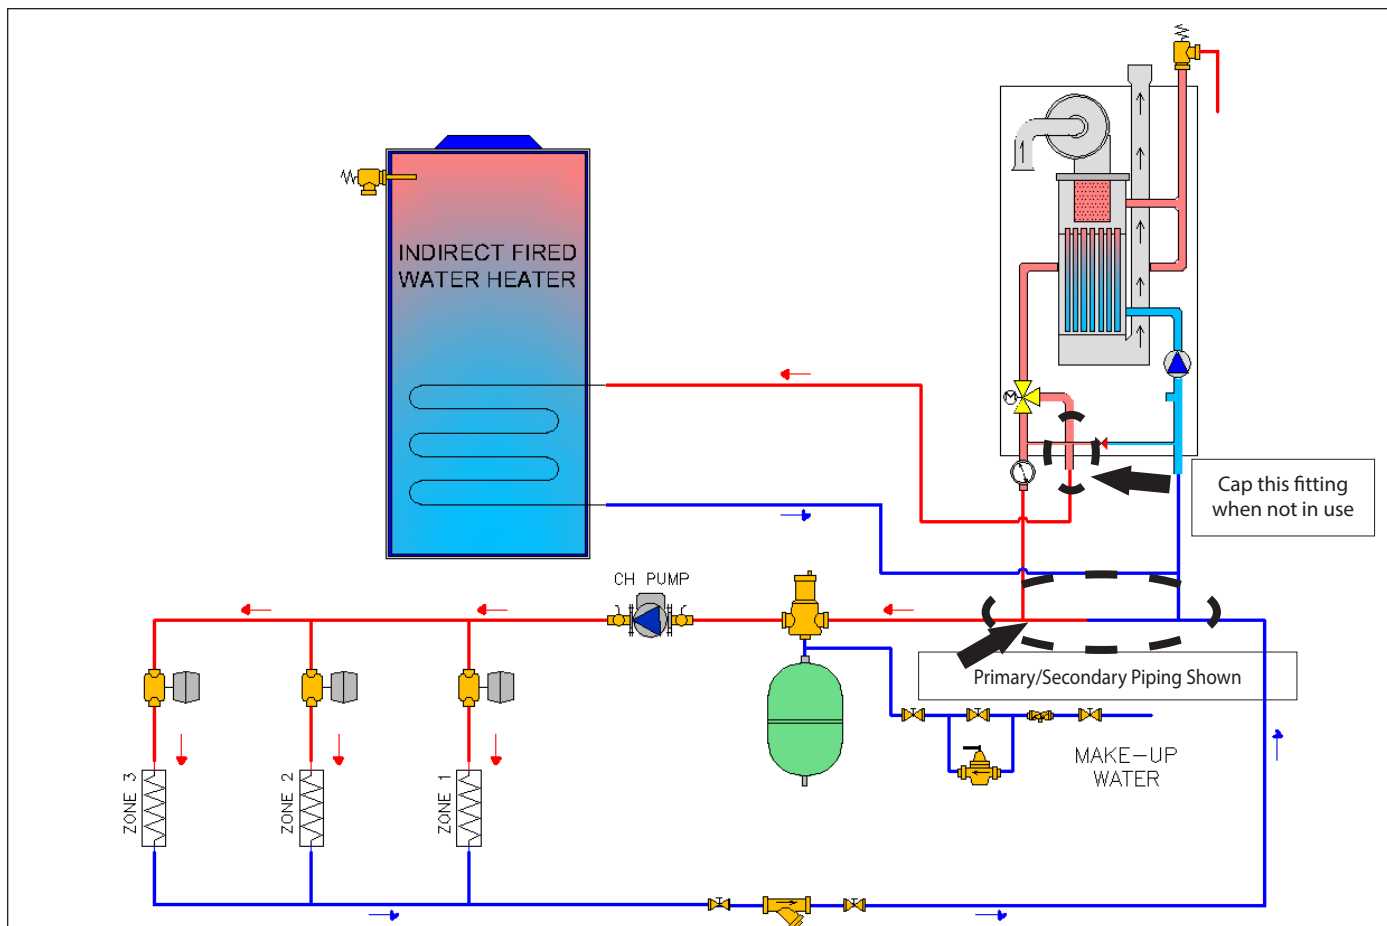 INDIRECT FIRED
WATER HEATER
M
Cap this fitting
when not in use
CH PUMP
Primary/Secondary Piping Shown
MAKE-UP
WATER
ZONE 3
ZONE 2
ZONE 1